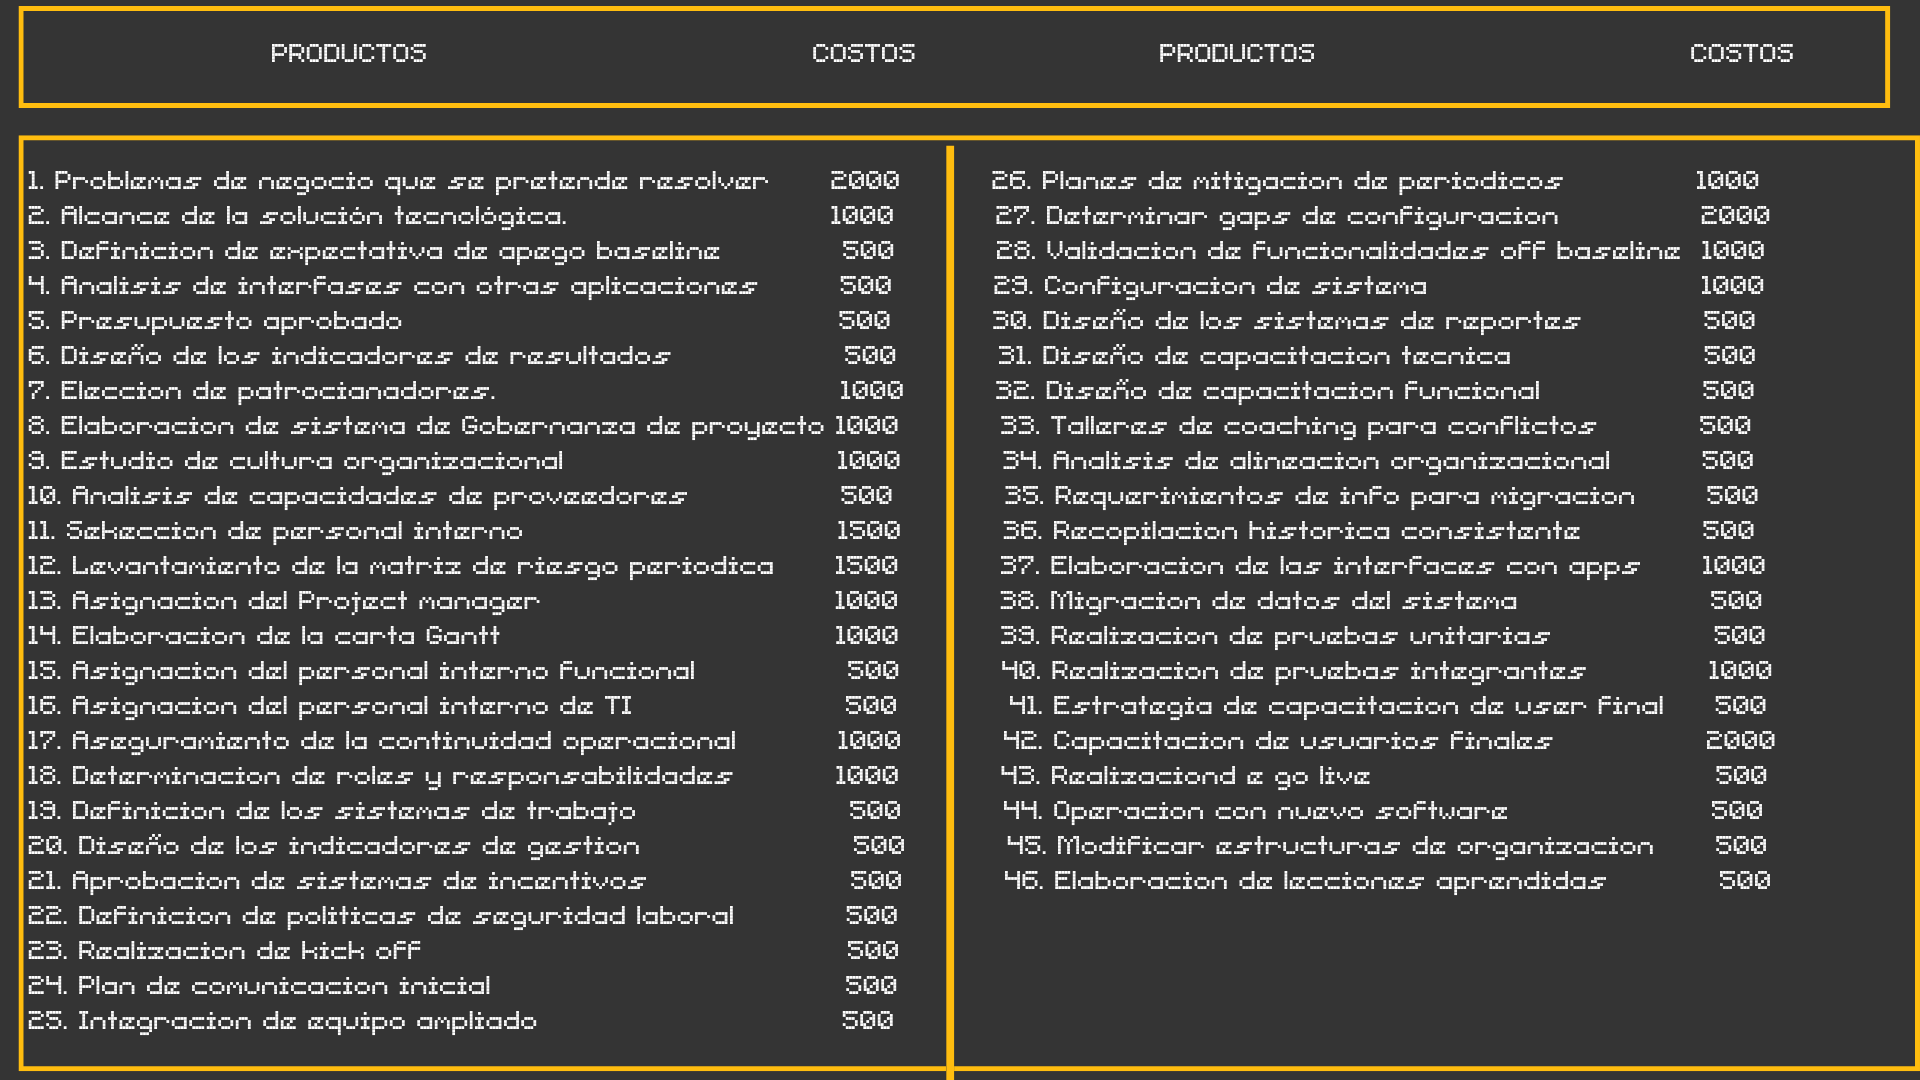 PRODUCTOS COSTOS PRODUCTOS COSTOS
1. Problemas de negocio que se pretende resolver 2000
2. Alcance de la solución tecnológica. 1000
3. Definicion de expectativa de apego baseline 500
4. Analisis de interfases con otras aplicaciones 500
5. Presupuesto aprobado 500
6. Diseño de los indicadores de resultados 500
7. Eleccion de patrocianadores. 1000
8. Elaboracion de sistema de Gobernanza de proyecto 1000
9. Estudio de cultura organizacional 1000
10. Analisis de capacidades de proveedores 500
11. Sekeccion de personal interno 1500
12. Levantamiento de la matriz de riesgo periodica 1500
13. Asignacion del Project manager 1000
14. Elaboracion de la carta Gantt 1000
15. Asignacion del personal interno funcional 500
16. Asignacion del personal interno de TI 500
17. Aseguramiento de la continuidad operacional 1000
18. Determinacion de roles y responsabilidades 1000
19. Definicion de los sistemas de trabajo 500
20. Diseño de los indicadores de gestion 500
21. Aprobacion de sistemas de incentivos 500
22. Definicion de politicas de seguridad laboral 500
23. Realizacion de kick off 500
24. Plan de comunicacion inicial 500
25. Integracion de equipo ampliado 500
26. Planes de mitigacion de periodicos 1000
27. Determinar gaps de configuracion 2000
28. Validacion de funcionalidades off baseline 1000
29. Configuracion de sistema 1000
30. Diseño de los sistemas de reportes 500
31. Diseño de capacitacion tecnica 500
32. Diseño de capacitacion funcional 500
33. Talleres de coaching para conflictos 500
34. Analisis de alineacion organizacional 500
35. Requerimientos de info para migracion 500
36. Recopilacion historica consistente 500
37. Elaboracion de las interfaces con apps 1000
38. Migracion de datos del sistema 500
39. Realizacion de pruebas unitarias 500
40. Realizacion de pruebas integrantes 1000
41. Estrategia de capacitacion de user final 500
42. Capacitacion de usuarios finales 2000
43. Realizaciond e go live 500
44. Operacion con nuevo software 500
45. Modificar estructuras de organizacion 500
46. Elaboracion de lecciones aprendidas 500